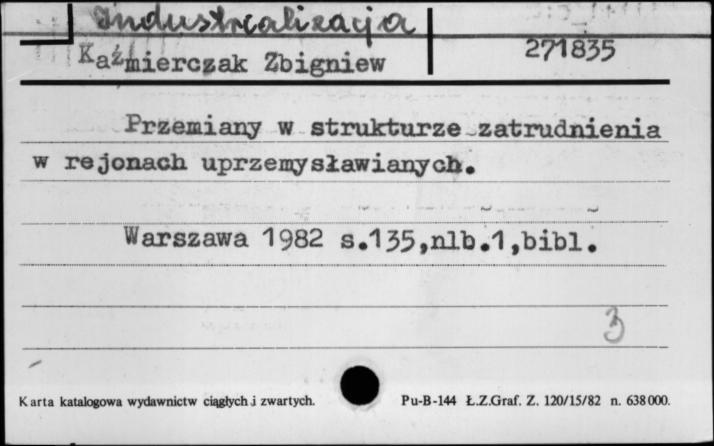 Industrializacja
Kaźmierczak Zbigniew
271835
Przemiany w strukturze zatrudnienia
w rejonach uprzemysławianych.
Warszawa 1982 s.135,nlb.1,bibl.
3
Karta katalogowa wydawnictw ciągłych i zwartych.
Pu-B-144 Ł.Z.Graf. Z. 120/15/82 n. 638000.